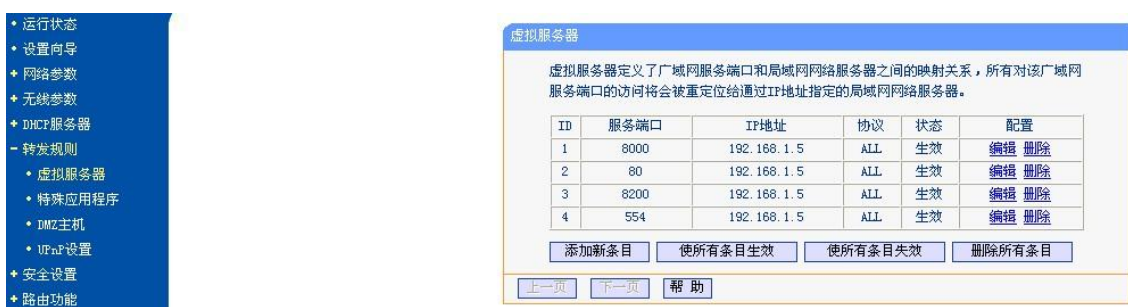 运行状态
设置向导
网络参数
无线参数
DHCP服务器
转发规则
虚拟服务器
特殊应用程序
DMZ主机
UPnP设置
安全设置
路由功能
虚拟服务器
虚拟服务器定义了广域网服务端口和局域网网络服务器之间的映射关系，所有对该广域网
服务端口的访问将会被重定位给通过IP地址指定的局域网网络服务器。
ID 服务端口 IP地址 协议 状态 配置
1 8000 192.168.1.5 ALL 生效 编辑 删除
2 80 192.168.1.5 ALL 生效 编辑 删除
3 8200 192.168.1.5 ALL 生效 编辑 删除
4 554 192.168.1.5 ALL 生效 编辑 删除
添加新条目 使所有条目生效 使所有条目失效 删除所有条目
上一页 下一页 帮 助